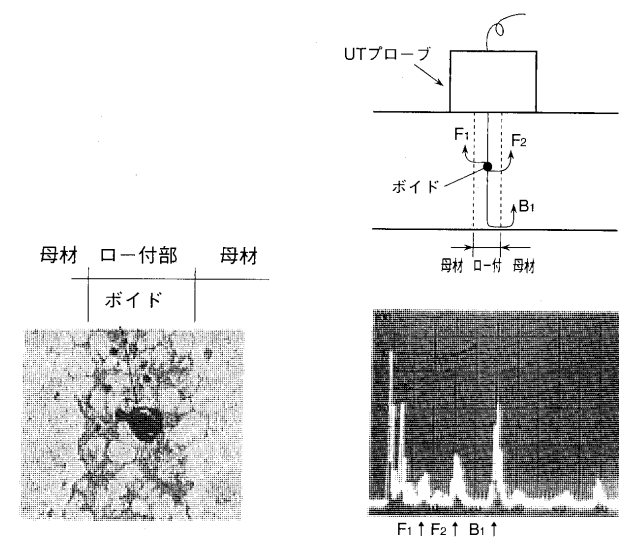 UTプローブ
F₁
F₂
ボイド
B₁
母材 ロー付 母材
母材 ロー付部 母材
ボイド
F₁ F₂ B₁